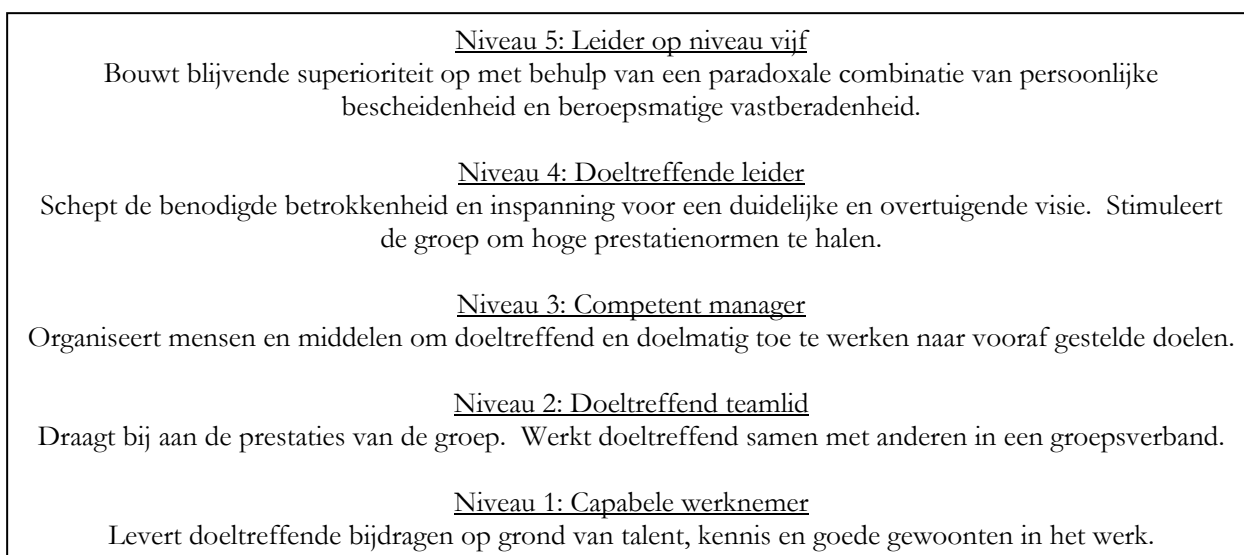 Niveau 5: Leider op niveau vijf
Bouwt blijvende superioriteit op met behulp van een paradoxale combinatie van persoonlijke
bescheidenheid en beroepsmatige vastberadenheid.
Niveau 4: Doeltreffende leider
Schept de benodigde betrokkenheid en inspanning voor een duidelijke en overtuigende visie.  Stimuleert
de groep om hoge prestatienormen te halen.
Niveau 3: Competent manager
Organiseert mensen en middelen om doeltreffend en doelmatig toe te werken naar vooraf gestelde doelen.
Niveau 2: Doeltreffend teamlid
Draagt bij aan de prestaties van de groep.  Werkt doeltreffend samen met anderen in een groepsverband.
Niveau 1: Capabele werknemer
Levert doeltreffende bijdragen op grond van talent, kennis en goede gewoonten in het werk.